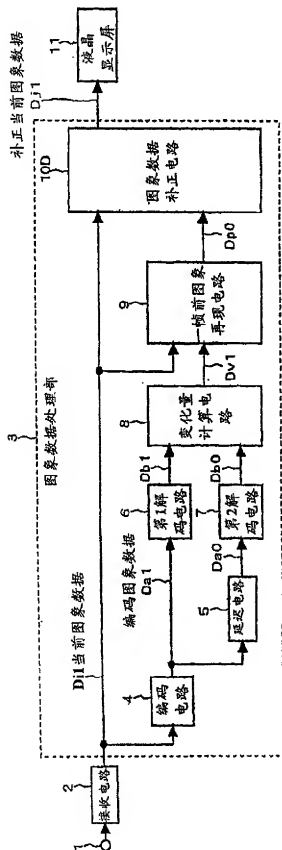 3
图象数据处理部
1
2
接收电路
Di1当前图象数据
4
编码
电路
编码图象数据
Da1
5
延迟电路
Da0
6
第1解
码电路
7
第2解
码电路
Db1
Db0
8
变化量
计算电
路
Dv1
9
帧前图象
再现电路
Dp0
10D
图象数据
补正电路
补正当前图象数据
Dj1
11
液晶
显示屏